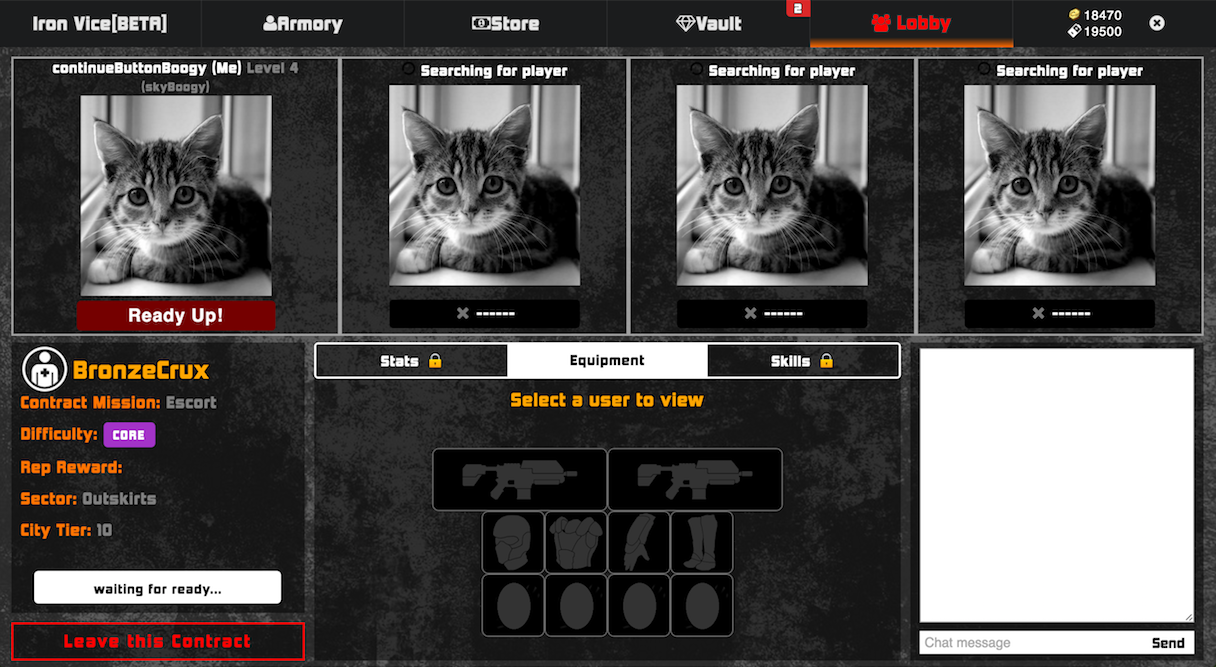 Iron Vice[BETA]
Armory
Store
Vault
2
Lobby
18470
19500
continueButtonBoogy (Me) Level 4
(skyBoogy)
Ready Up!
Searching for player
------
Searching for player
------
Searching for player
------
BronzeCrux
Contract Mission: Escort
Difficulty: CORE
Rep Reward:
Sector: Outskirts
City Tier: 10
waiting for ready...
Leave this Contract
Stats
Equipment
Skills
Select a user to view
Chat message
Send